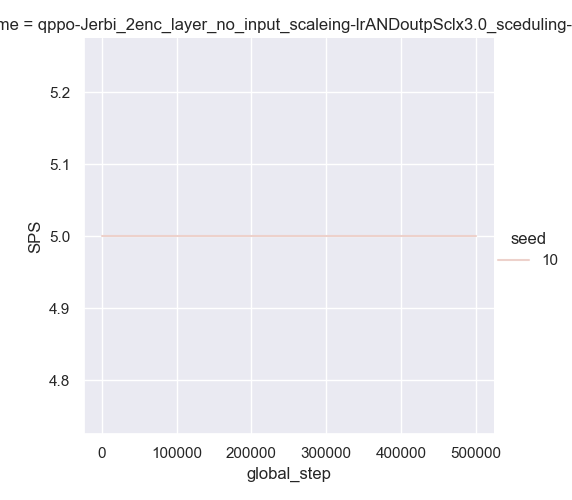 me = qppo-Jerbi_2enc_layer_no_input_scaleing-lrANDoutpSclx3.0_sceduling-
5.2
5.1
5.0
4.9
4.8
SPS
0 100000 200000 300000 400000 500000
global_step
seed
10